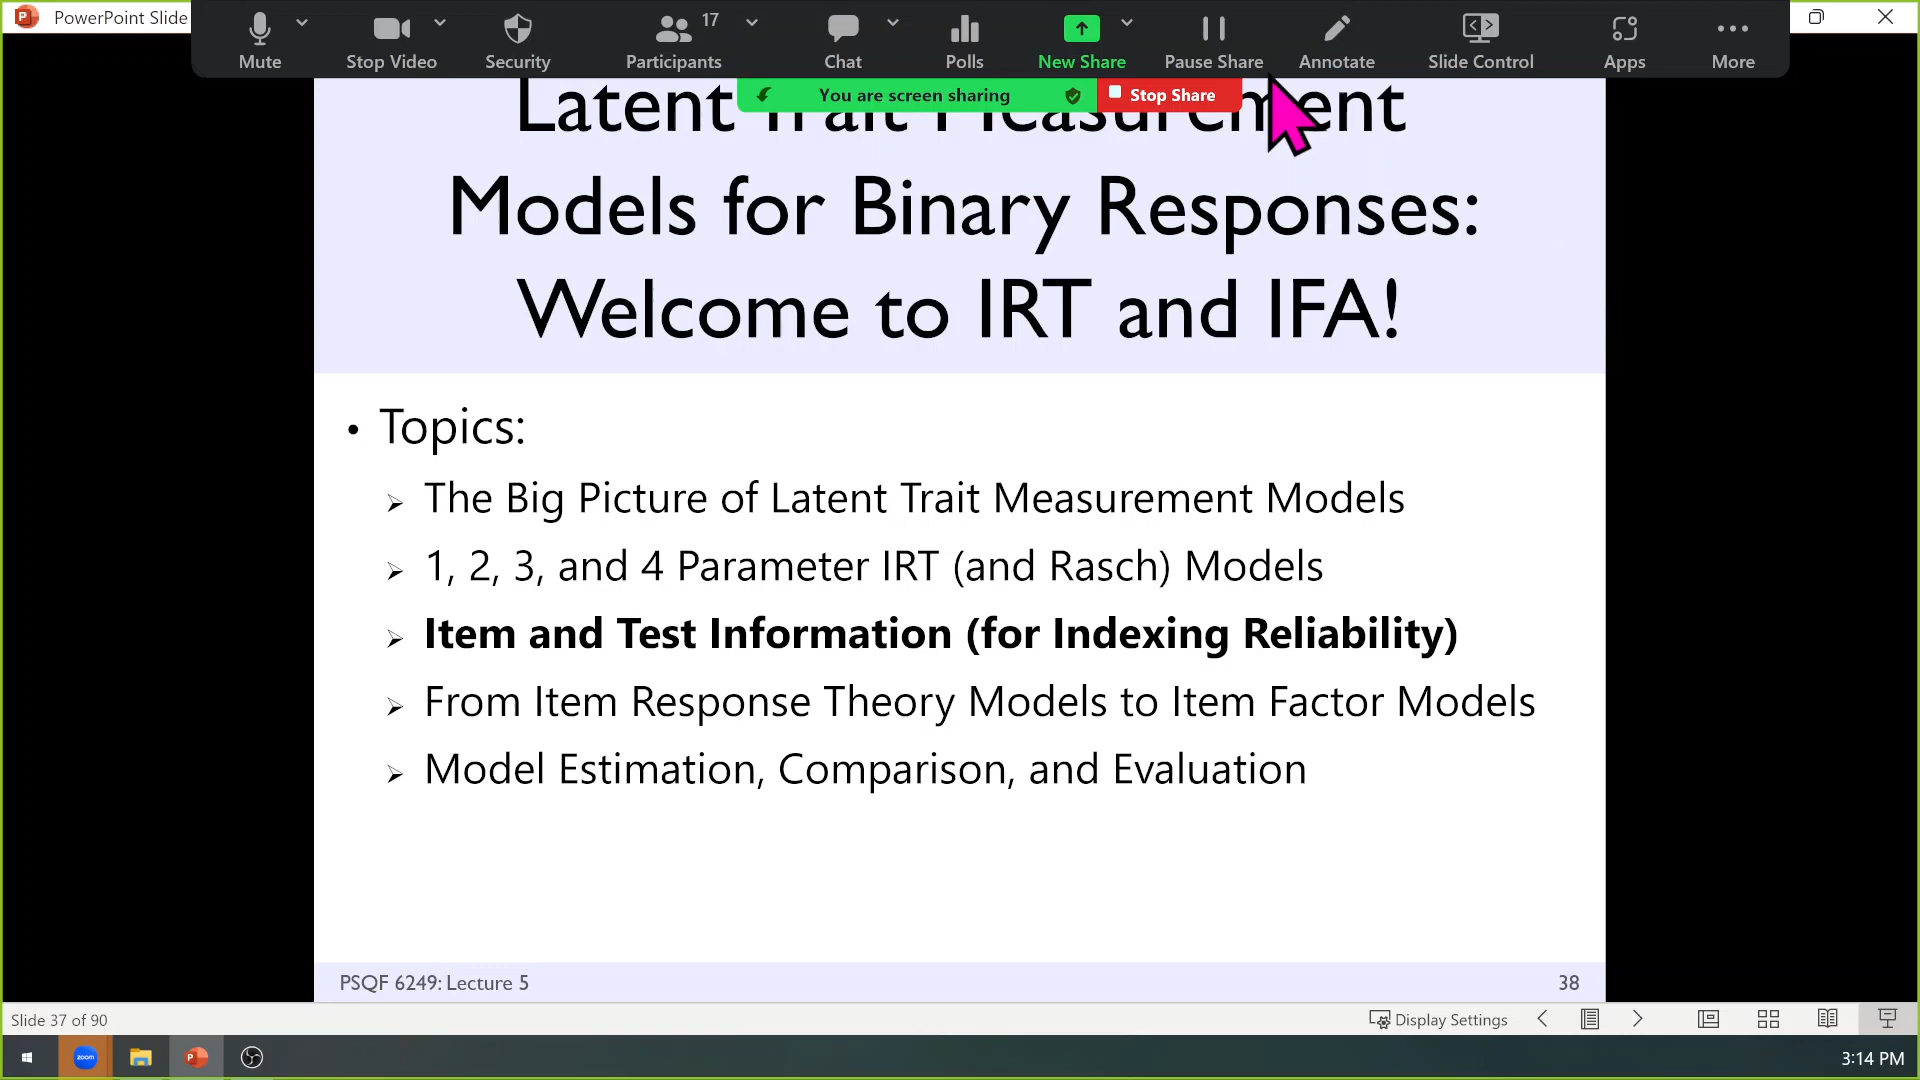 PowerPoint Slide
17
Mute
Stop Video
Security
Participants
Chat
Polls
New Share
Pause Share
Annotate
Slide Control
Apps
More
You are screen sharing
Stop Share
Latent Trait Measurement
Models for Binary Responses:
Welcome to IRT and IFA!
• Topics:
➢ The Big Picture of Latent Trait Measurement Models
➢ 1, 2, 3, and 4 Parameter IRT (and Rasch) Models
➢ Item and Test Information (for Indexing Reliability)
➢ From Item Response Theory Models to Item Factor Models
➢ Model Estimation, Comparison, and Evaluation
PSQF 6249: Lecture 5
38
Slide 37 of 90
Display Settings
zoom
3:14 PM